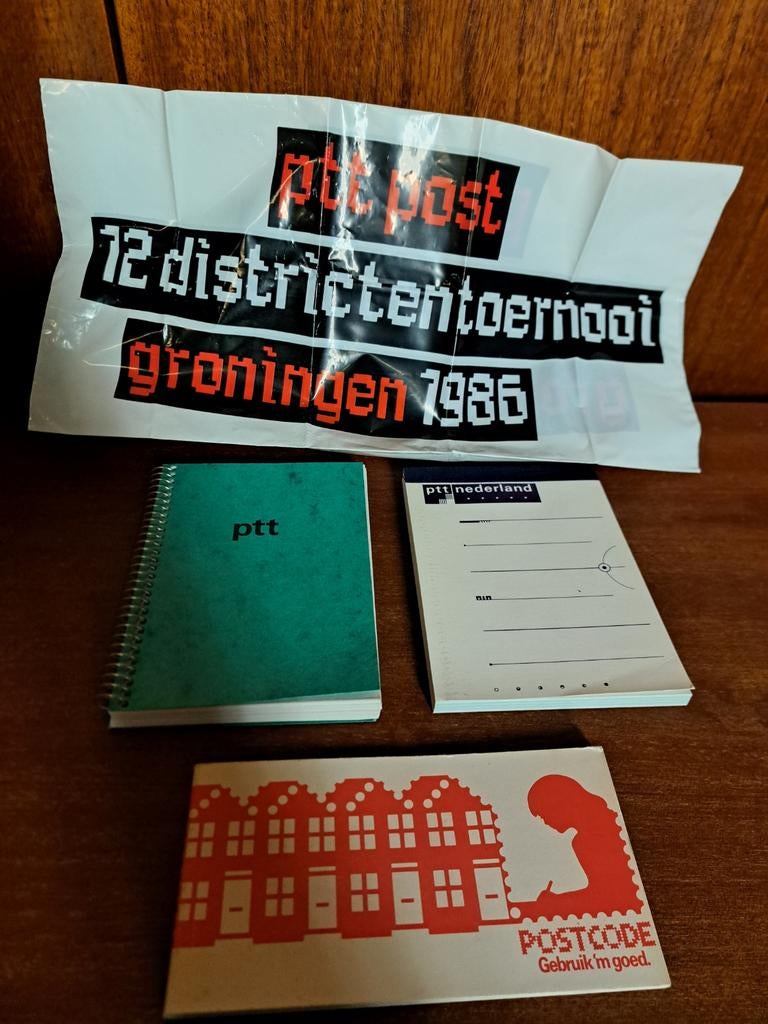 ptt post
12 districtentoernooi
groningen 1986
ptt
ptt nederland
POSTCODE
Gebruik 'm goed.